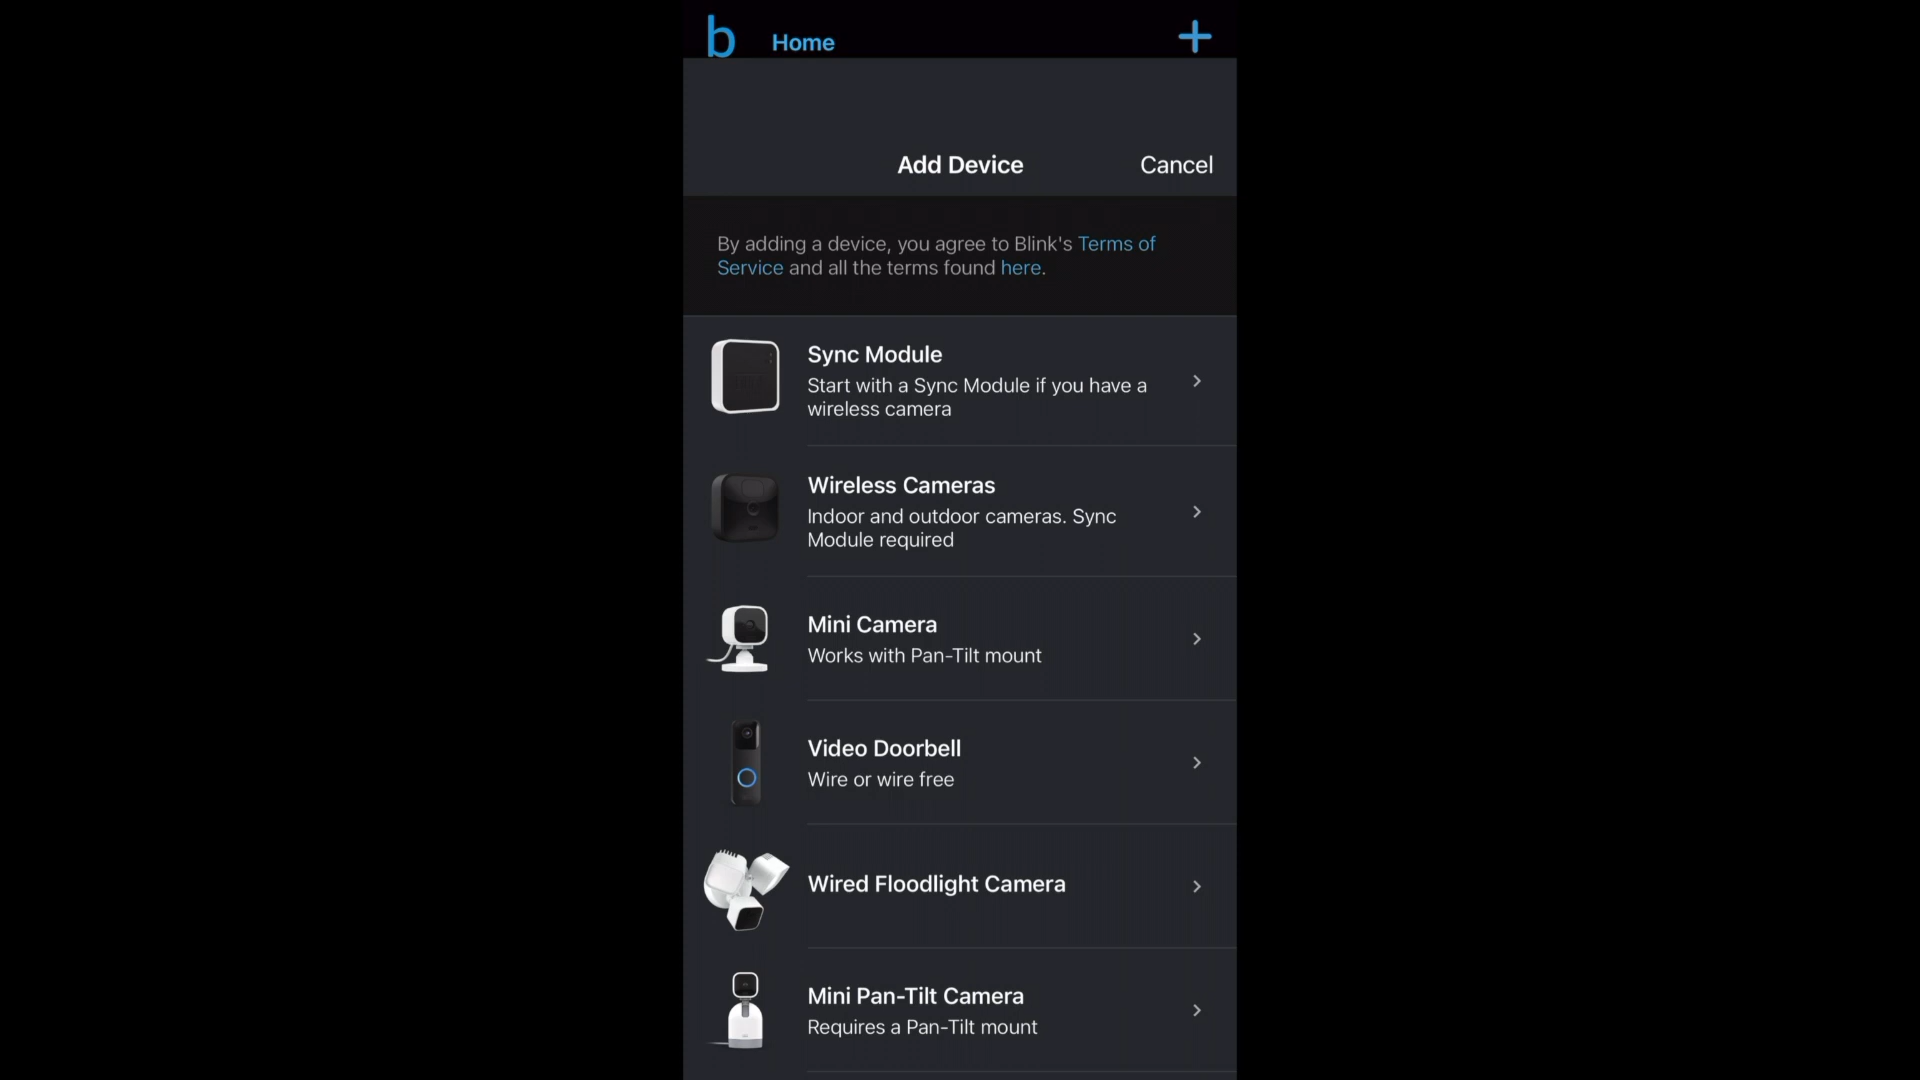 b Home +
Add Device Cancel
By adding a device, you agree to Blink's Terms of
Service and all the terms found here.
Sync Module
Start with a Sync Module if you have a
wireless camera
Wireless Cameras
Indoor and outdoor cameras. Sync
Module required
Mini Camera
Works with Pan-Tilt mount
Video Doorbell
Wire or wire free
Wired Floodlight Camera
Mini Pan-Tilt Camera
Requires a Pan-Tilt mount